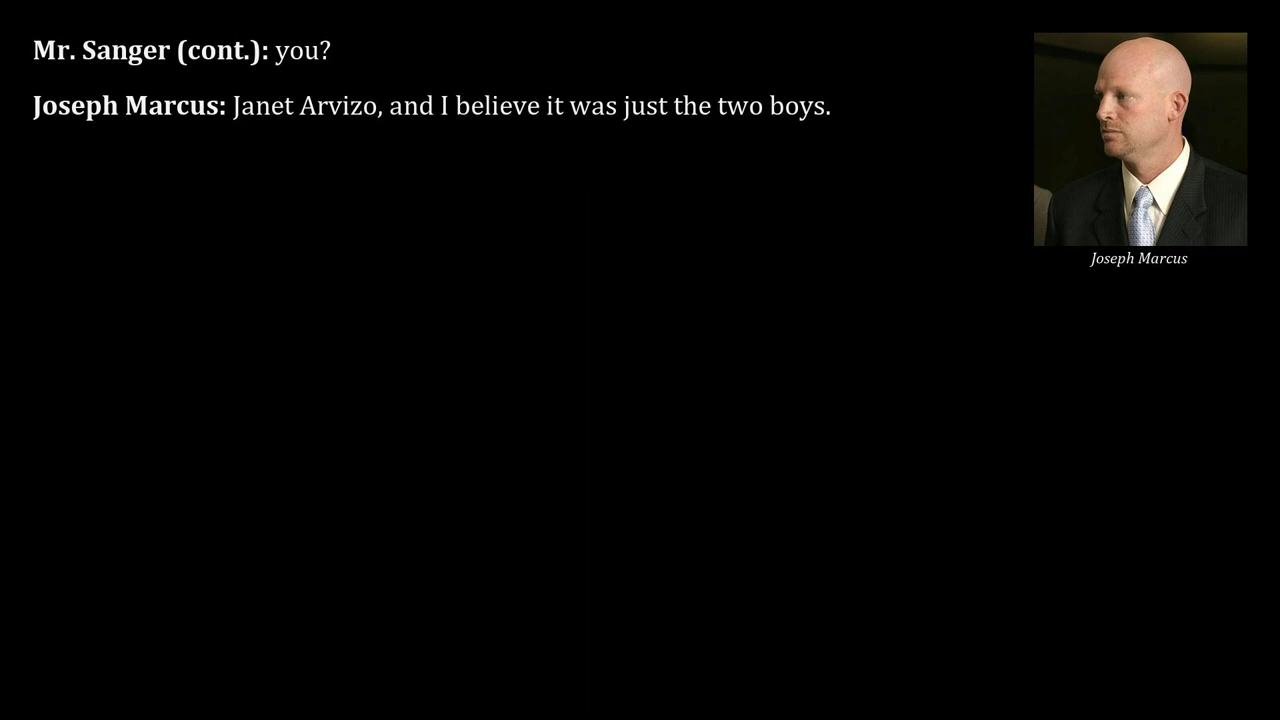 Mr. Sanger (cont.): you?
Joseph Marcus: Janet Arvizo, and I believe it was just the two boys.
Joseph Marcus